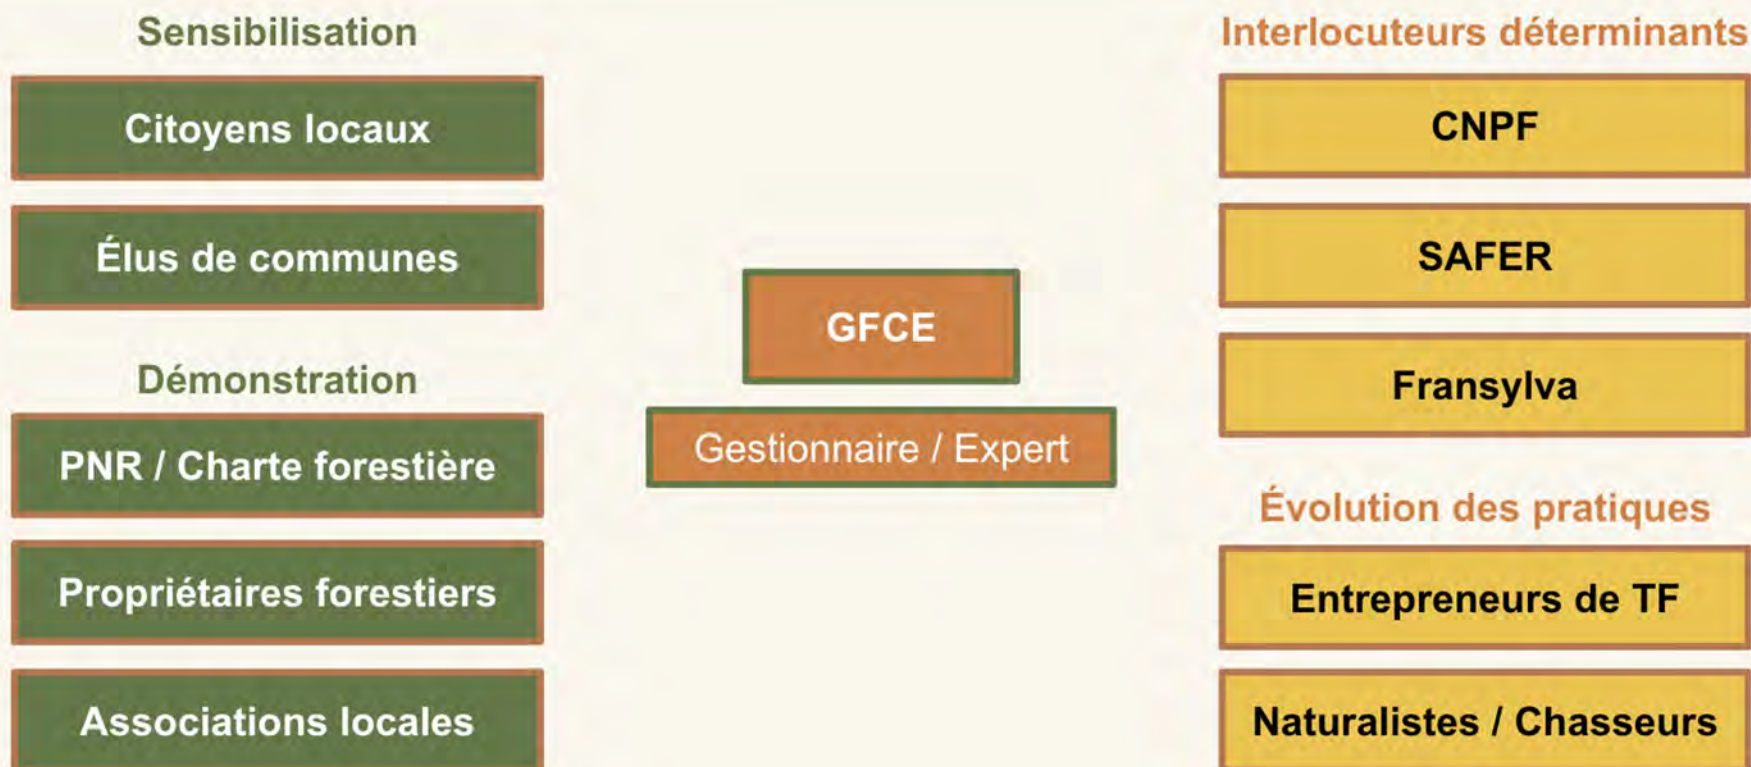 Sensibilisation
Citoyens locaux
Élus de communes
Démonstration
PNR / Charte forestière
Propriétaires forestiers
Associations locales
GFCE
Gestionnaire / Expert
Interlocuteurs déterminants
CNPF
SAFER
Fransylva
Évolution des pratiques
Entrepreneurs de TF
Naturalistes / Chasseurs